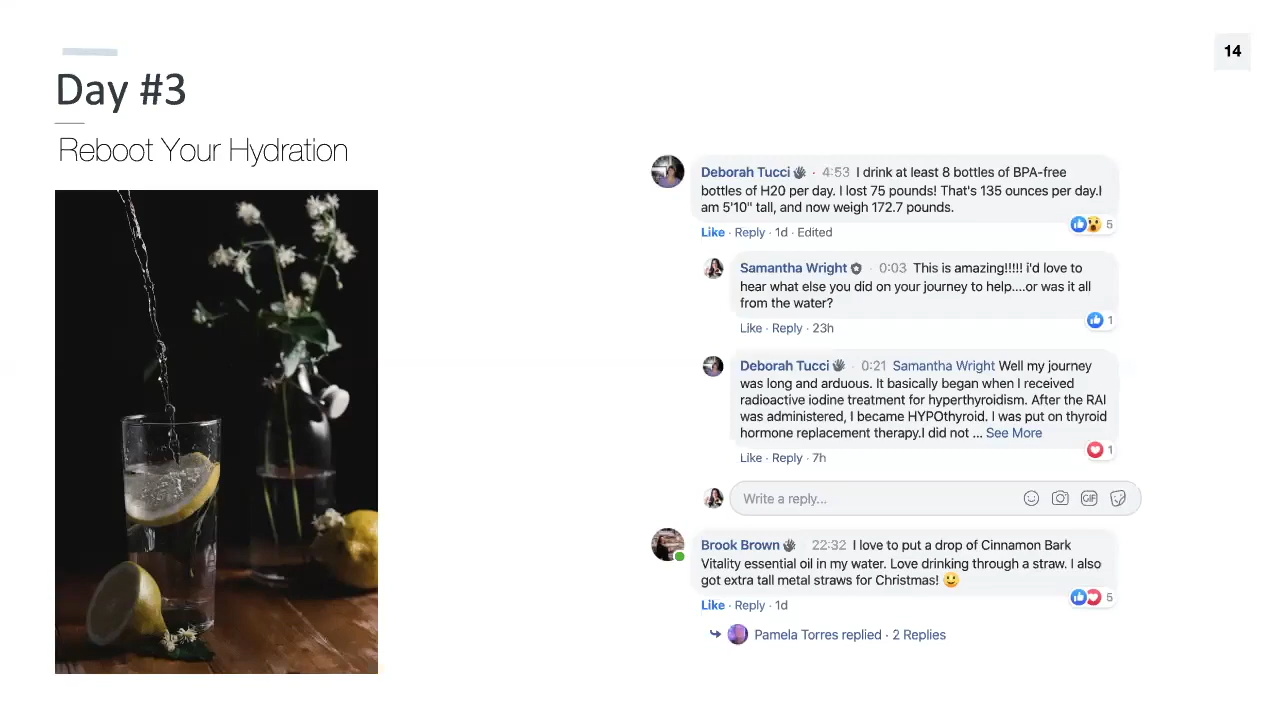 14
Day #3
Reboot Your Hydration
Deborah Tucci · 4:53 I drink at least 8 bottles of BPA-free
bottles of H20 per day. I lost 75 pounds! That's 135 ounces per day.I
am 5'10" tall, and now weigh 172.7 pounds.
5
Like · Reply · 1d · Edited
Samantha Wright · 0:03 This is amazing!!!!! i'd love to
hear what else you did on your journey to help....or was it all
from the water?
1
Like · Reply · 23h
Deborah Tucci · 0:21 Samantha Wright Well my journey
was long and arduous. It basically began when I received
radioactive iodine treatment for hyperthyroidism. After the RAI
was administered, I became HYPOthyroid. I was put on thyroid
hormone replacement therapy.I did not ... See More
1
Like · Reply · 7h
Write a reply...
GIF
Brook Brown · 22:32 I love to put a drop of Cinnamon Bark
Vitality essential oil in my water. Love drinking through a straw. I also
got extra tall metal straws for Christmas! 🙂
5
Like · Reply · 1d
Pamela Torres replied · 2 Replies